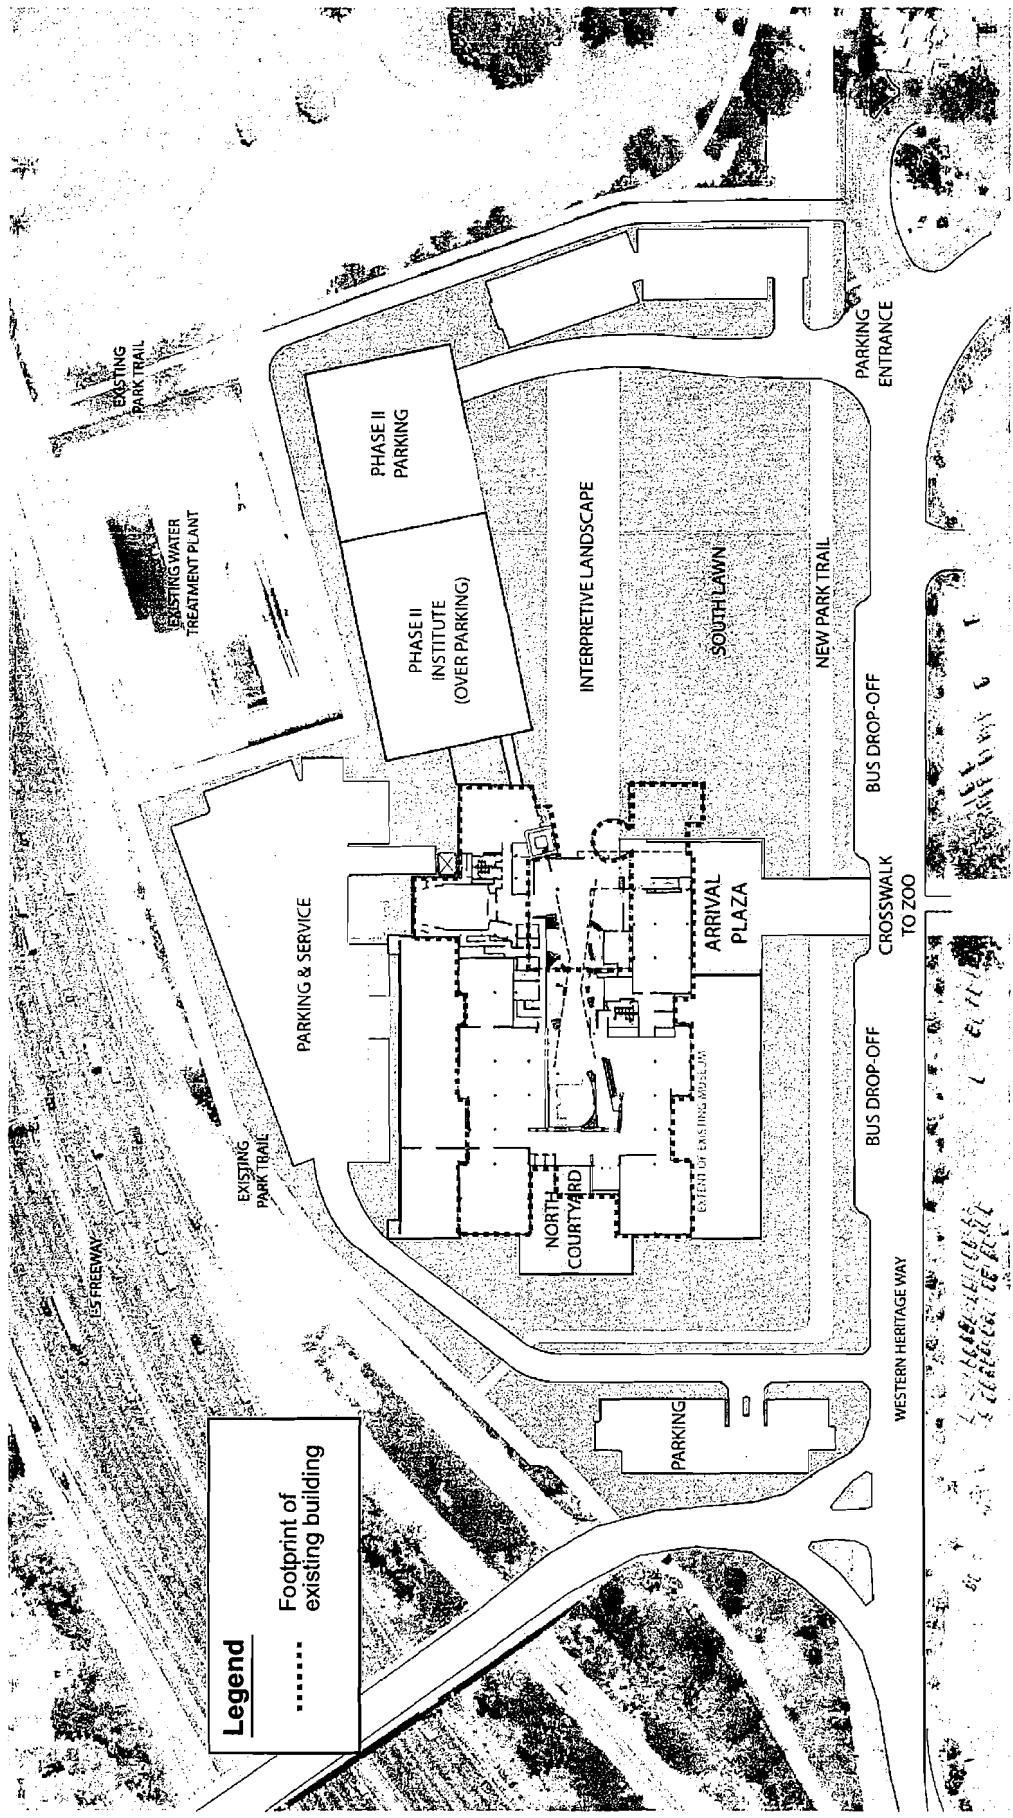 EXISTING
PARK TRAIL
EXISTING WATER
TREATMENT PLANT
PHASE II
PARKING
PHASE II
INSTITUTE
(OVER PARKING)
INTERPRETIVE LANDSCAPE
SOUTH LAWN
NEW PARK TRAIL
PARKING
ENTRANCE
BUS DROP-OFF
CROSSWALK
TO ZOO
ARRIVAL
PLAZA
PARKING & SERVICE
EXISTING
PARK TRAIL
NORTH
COURTYARD
EXTENT OF EXISTING MUSEUM
BUS DROP-OFF
WESTERN HERITAGE WAY
FREEWAY
PARKING
Legend
Footprint of
existing building